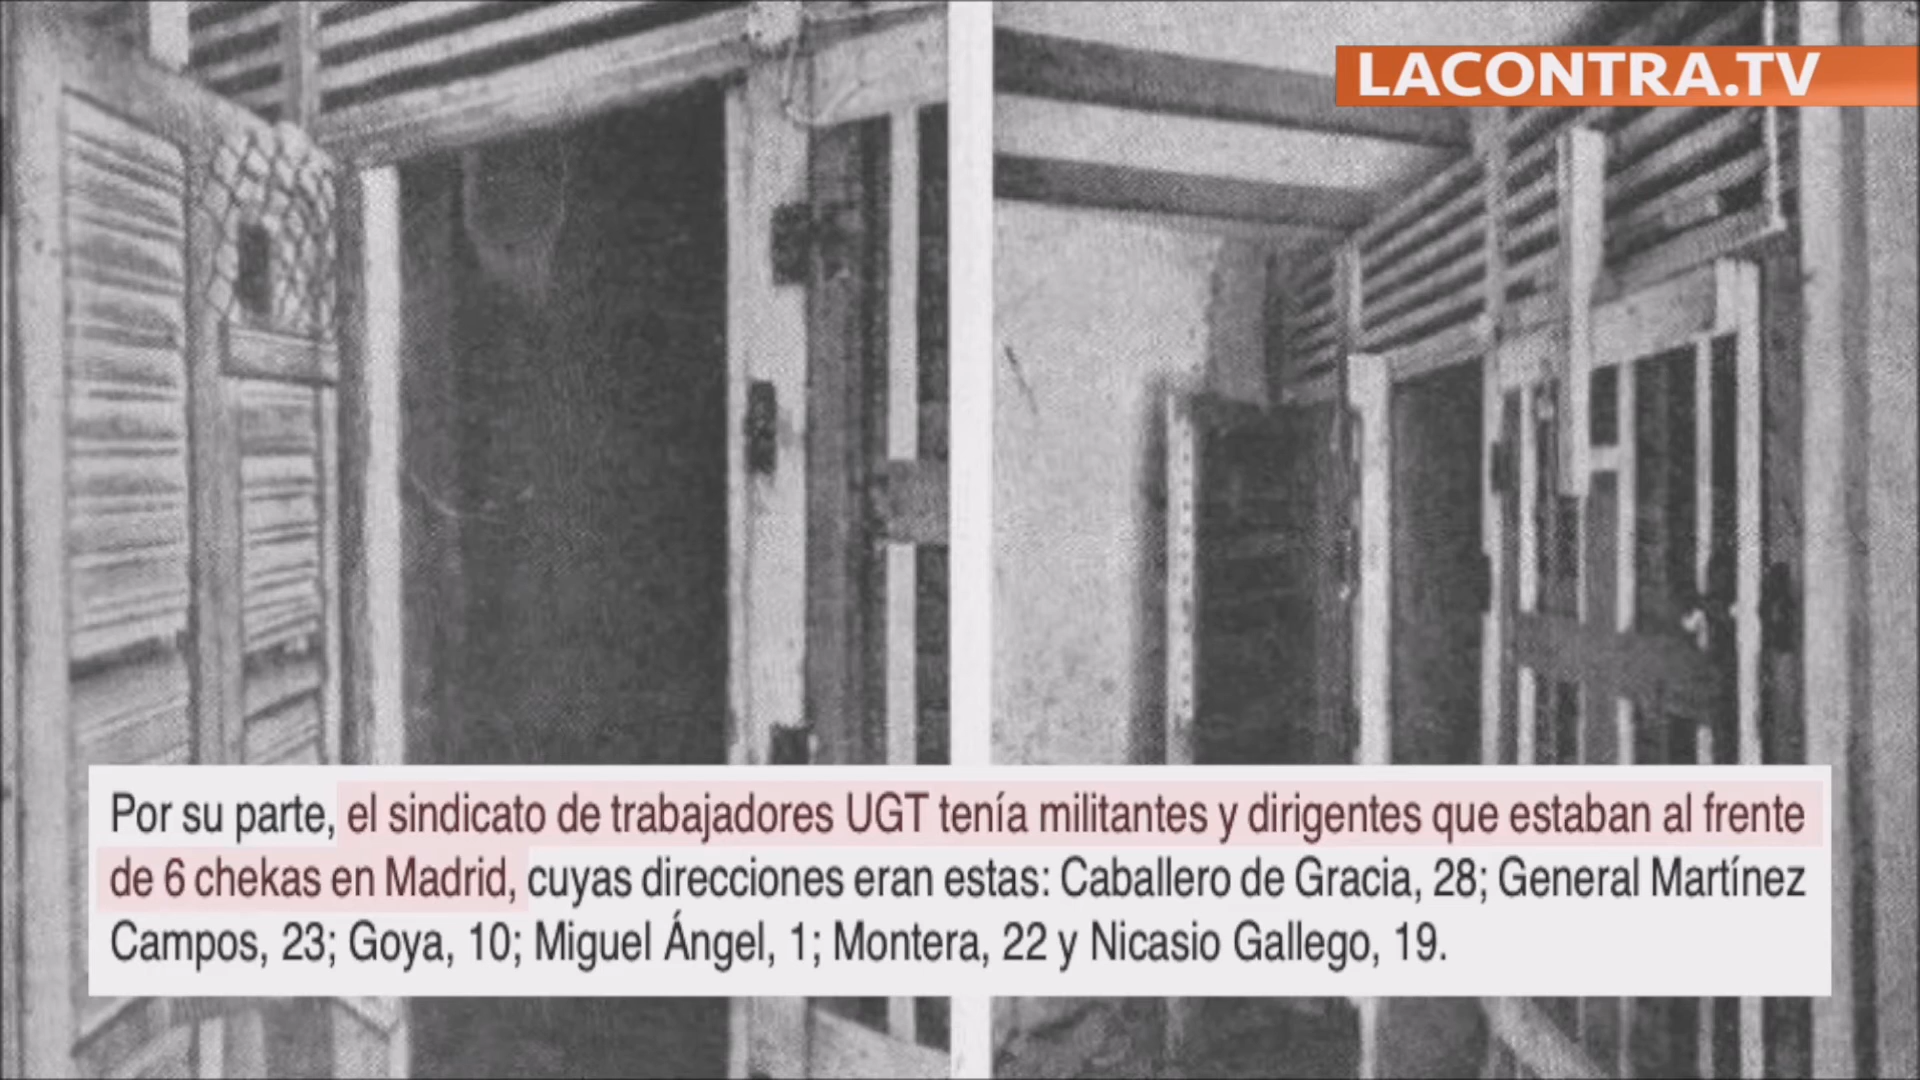 LACONTRA.TV
Por su parte, el sindicato de trabajadores UGT tenía militantes y dirigentes que estaban al frente
de 6 chekas en Madrid, cuyas direcciones eran estas: Caballero de Gracia, 28; General Martínez
Campos, 23; Goya, 10; Miguel Ángel, 1; Montera, 22 y Nicasio Gallego, 19.